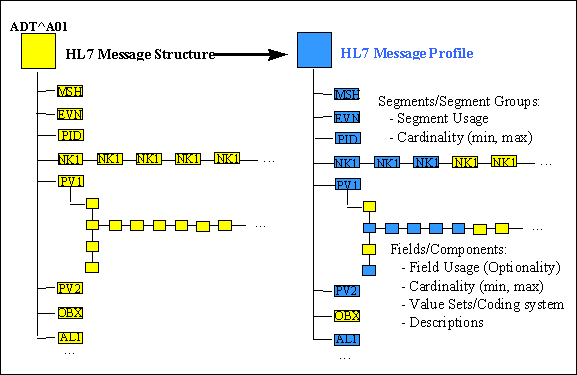 ADT^A01
HL7 Message Structure
HL7 Message Profile
MSH
EVN
PID
NK1 NK1 NK1 NK1 NK1 ...
PV1
...
PV2
OBX
AL1
...
MSH
EVN
PID
Segments/Segment Groups:
- Segment Usage
- Cardinality (min, max)
NK1 NK1 NK1 NK1 NK1 ...
PV1
...
Fields/Components:
- Field Usage (Optionality)
- Cardinality (min, max)
- Value Sets/Coding system
- Descriptions
PV2
OBX
AL1
...